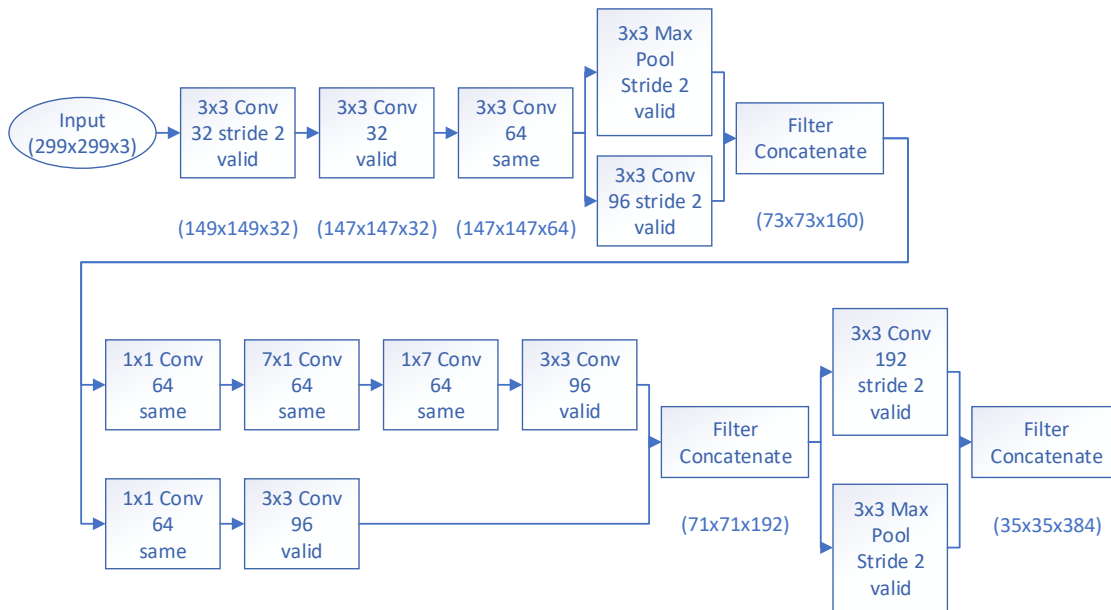 Input
(299x299x3)
3x3 Conv
32 stride 2
valid
3x3 Conv
32
valid
3x3 Conv
64
same
3x3 Max
Pool
Stride 2
valid
3x3 Conv
96 stride 2
valid
Filter
Concatenate
(149x149x32)
(147x147x32)
(147x147x64)
(73x73x160)
1x1 Conv
64
same
7x1 Conv
64
same
1x7 Conv
64
same
3x3 Conv
96
valid
1x1 Conv
64
same
3x3 Conv
96
valid
Filter
Concatenate
(71x71x192)
3x3 Conv
192
stride 2
valid
3x3 Max
Pool
Stride 2
valid
Filter
Concatenate
(35x35x384)